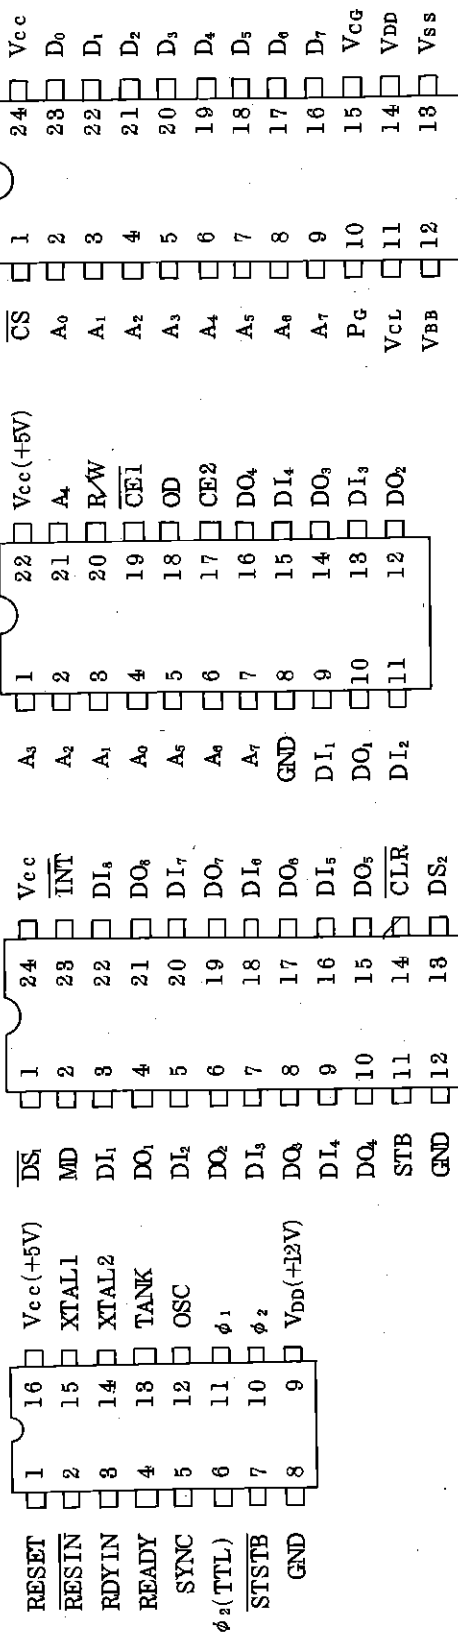 RESET 1 16 Vcc(+5V)
R̅E̅S̅I̅N̅ 2 15 XTAL1
RDYIN 3 14 XTAL2
READY 4 13 TANK
SYNC 5 12 OSC
ϕ₂(TTL) 6 11 ϕ₁
S̅T̅S̅T̅B̅ 7 10 ϕ₂
GND 8 9 VDD(+12V)
D̅S̅₁ 1 24 Vcc
MD 2 23 I̅N̅T̅
DI₁ 3 22 DI₈
DO₁ 4 21 DO₈
DI₂ 5 20 DI₇
DO₂ 6 19 DO₇
DI₃ 7 18 DI₆
DO₃ 8 17 DO₆
DI₄ 9 16 DI₅
DO₄ 10 15 DO₅
STB 11 14 C̅L̅R̅
GND 12 13 DS₂
A₃ 1 22 Vcc(+5V)
A₂ 2 21 A₄
A₁ 3 20 R/W
A₀ 4 19 C̅E̅1̅
A₅ 5 18 OD
A₆ 6 17 CE2
A₇ 7 16 DO₄
GND 8 15 DI₄
DI₁ 9 14 DO₃
DO₁ 10 13 DI₃
DI₂ 11 12 DO₂
C̅S̅ 1 24 Vcc
A₀ 2 23 D₀
A₁ 3 22 D₁
A₂ 4 21 D₂
A₃ 5 20 D₃
A₄ 6 19 D₄
A₅ 7 18 D₅
A₆ 8 17 D₆
A₇ 9 16 D₇
PG 10 15 VCG
VCL 11 14 VDD
VBB 12 13 VSS